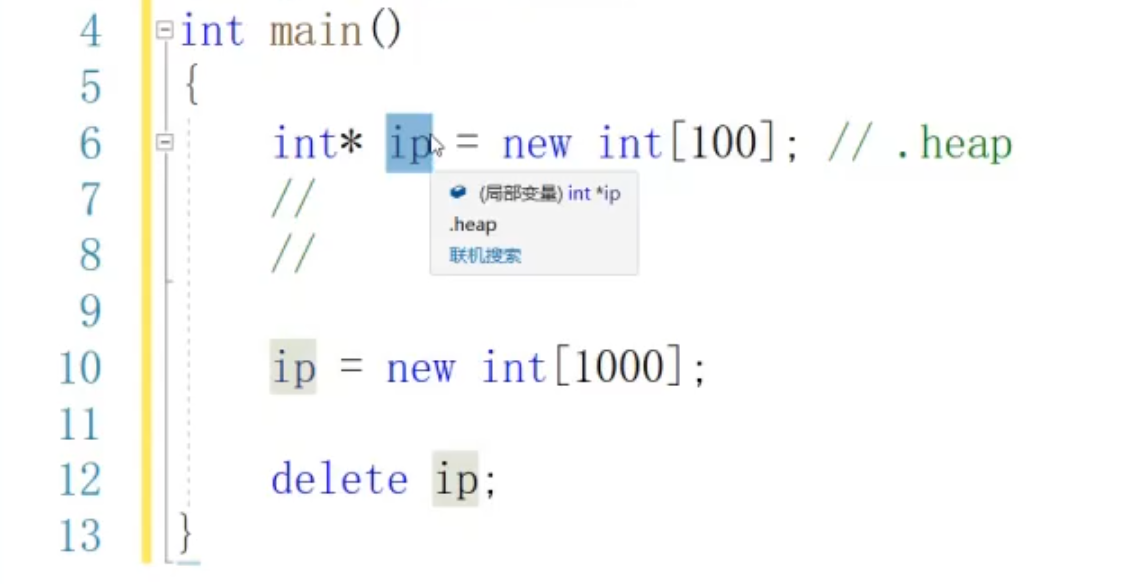 4 int main()
5 {
6 int* ip = new int[100]; // .heap
(局部变量) int *ip
7 //
.heap
8 //
联机搜索
9
10 ip = new int[1000];
11
12 delete ip;
13 }